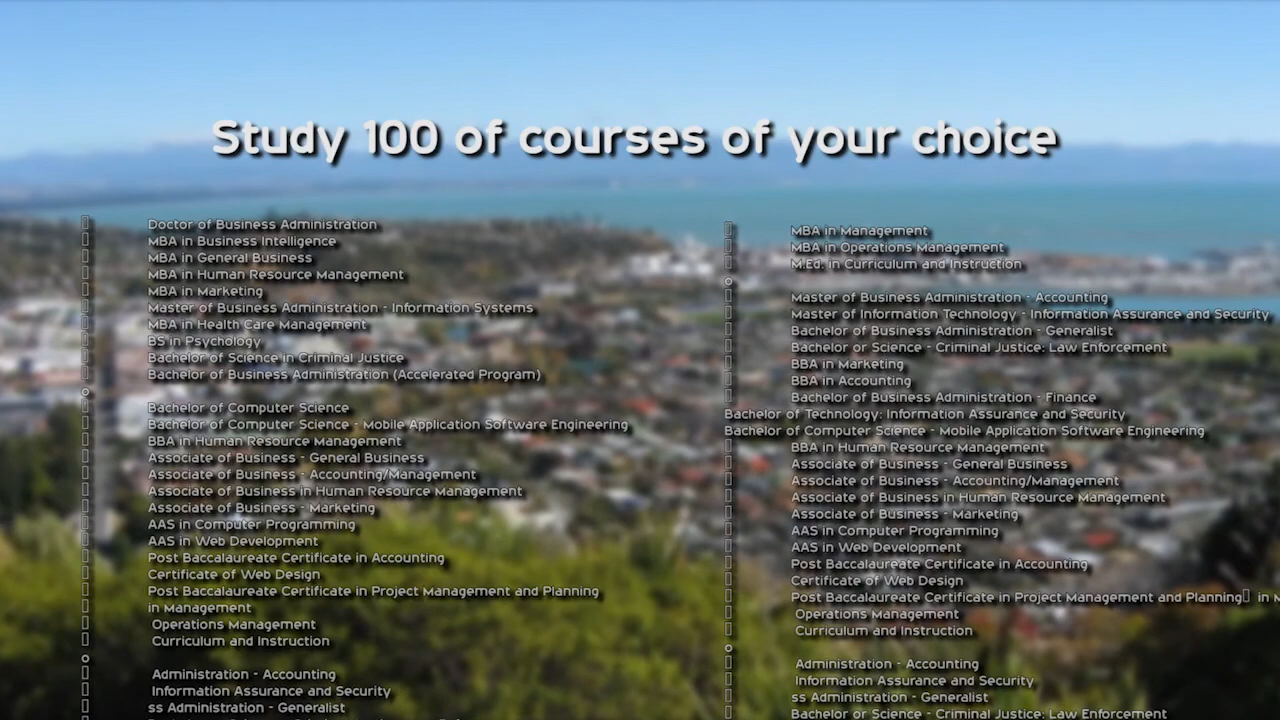 Study 100 of courses of your choice
Doctor of Business Administration
MBA in Business Intelligence
MBA in General Business
MBA in Human Resource Management
MBA in Marketing
Master of Business Administration - Information Systems
MBA in Health Care Management
BS in Psychology
Bachelor of Science in Criminal Justice
Bachelor of Business Administration (Accelerated Program)
Bachelor of Computer Science
Bachelor of Computer Science - Mobile Application Software Engineering
BBA in Human Resource Management
Associate of Business - General Business
Associate of Business - Accounting/Management
Associate of Business in Human Resource Management
Associate of Business - Marketing
AAS in Computer Programming
AAS in Web Development
Post Baccalaureate Certificate in Accounting
Certificate of Web Design
Post Baccalaureate Certificate in Project Management and Planning
in Management
Operations Management
Curriculum and Instruction
Administration - Accounting
Information Assurance and Security
ss Administration - Generalist
MBA in Management
MBA in Operations Management
M.Ed. in Curriculum and Instruction
Master of Business Administration - Accounting
Master of Information Technology - Information Assurance and Security
Bachelor of Business Administration - Generalist
Bachelor or Science - Criminal Justice: Law Enforcement
BBA in Marketing
BBA in Accounting
Bachelor of Business Administration - Finance
Bachelor of Technology: Information Assurance and Security
Bachelor of Computer Science - Mobile Application Software Engineering
BBA in Human Resource Management
Associate of Business - General Business
Associate of Business - Accounting/Management
Associate of Business in Human Resource Management
Associate of Business - Marketing
AAS in Computer Programming
AAS in Web Development
Post Baccalaureate Certificate in Accounting
Certificate of Web Design
Post Baccalaureate Certificate in Project Management and Planning in
Operations Management
Curriculum and Instruction
Administration - Accounting
Information Assurance and Security
ss Administration - Generalist
Bachelor or Science - Criminal Justice: Law Enforcement